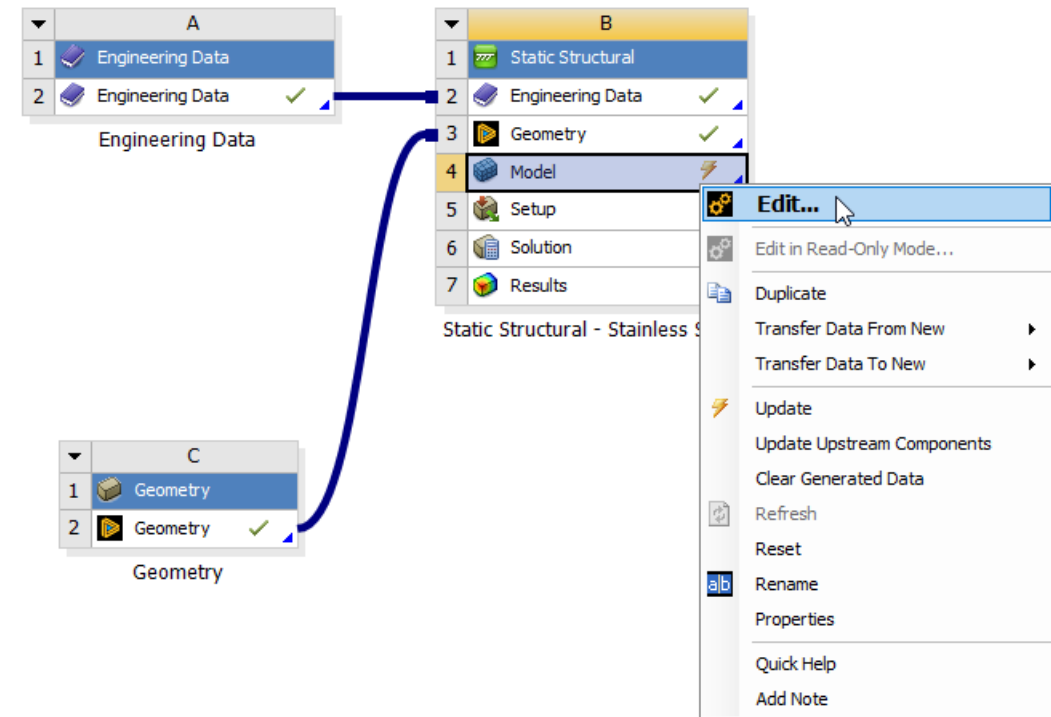 A
1 Engineering Data
2 Engineering Data
Engineering Data
B
1 Static Structural
2 Engineering Data
3 Geometry
4 Model
5 Setup
6 Solution
7 Results
Static Structural - Stainless
C
1 Geometry
2 Geometry
Geometry
Edit...
Edit in Read-Only Mode...
Duplicate
Transfer Data From New
Transfer Data To New
Update
Update Upstream Components
Clear Generated Data
Refresh
Reset
a|b Rename
Properties
Quick Help
Add Note